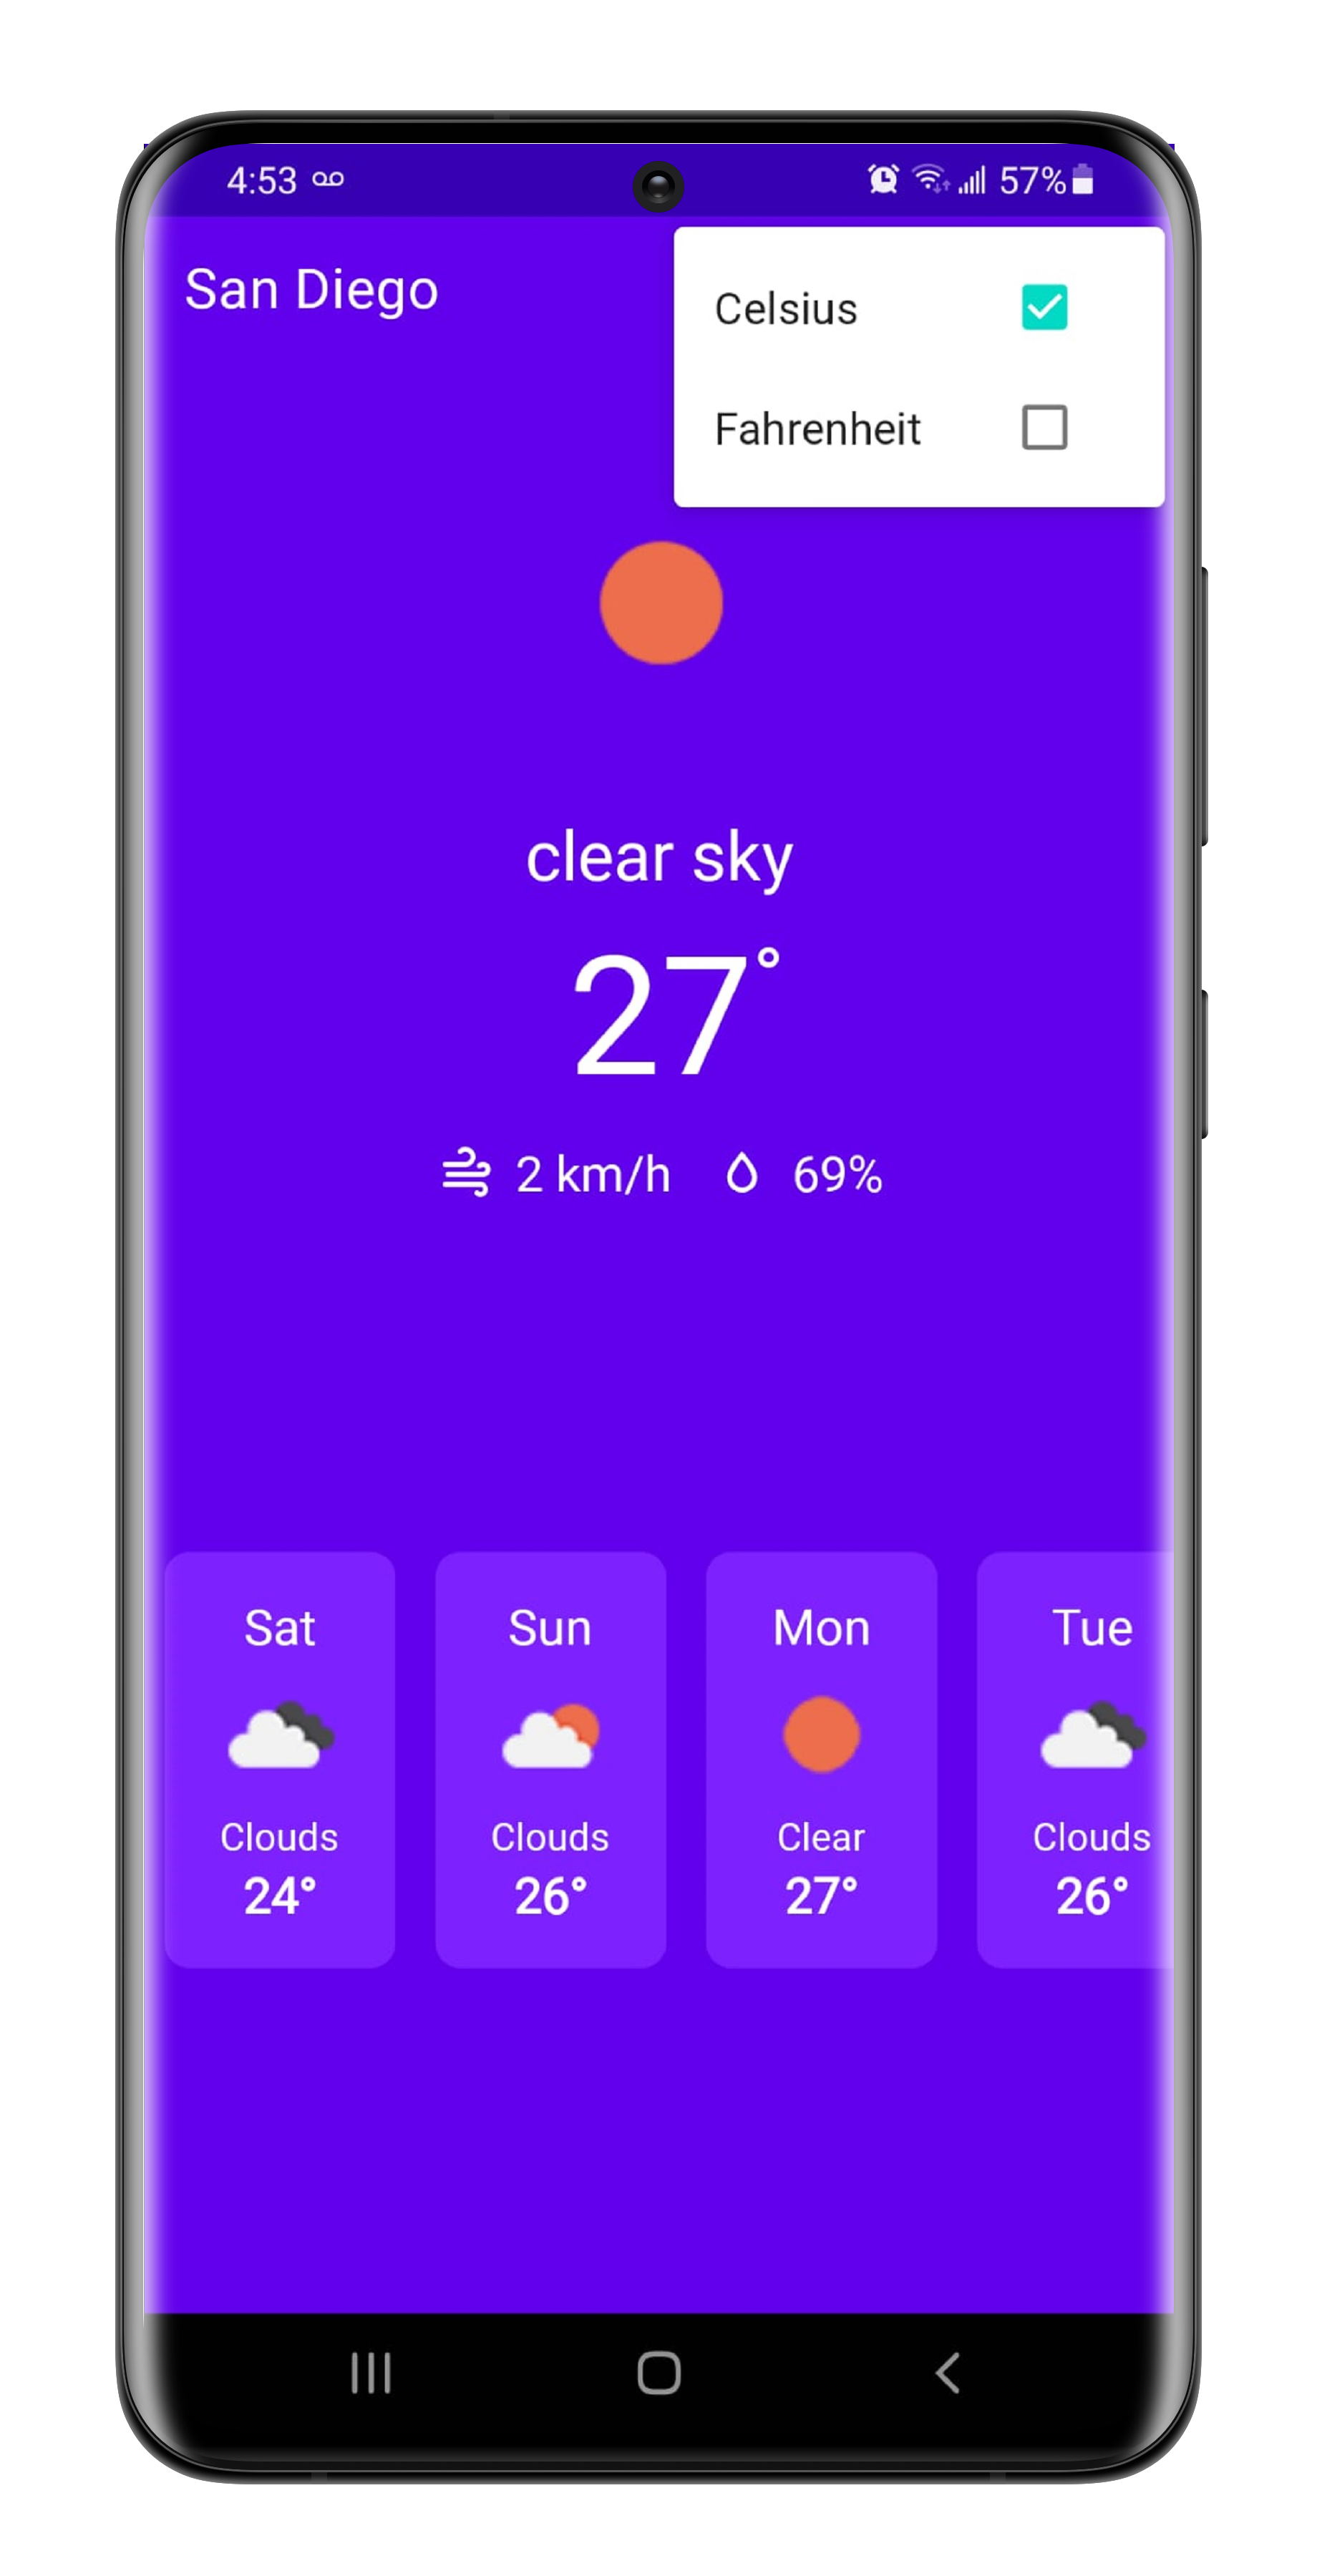 4:53 57%
San Diego
Celsius
Fahrenheit
clear sky
27°
2 km/h 69%
Sat Sun Mon Tue
Clouds Clouds Clear Clouds
24° 26° 27° 26°